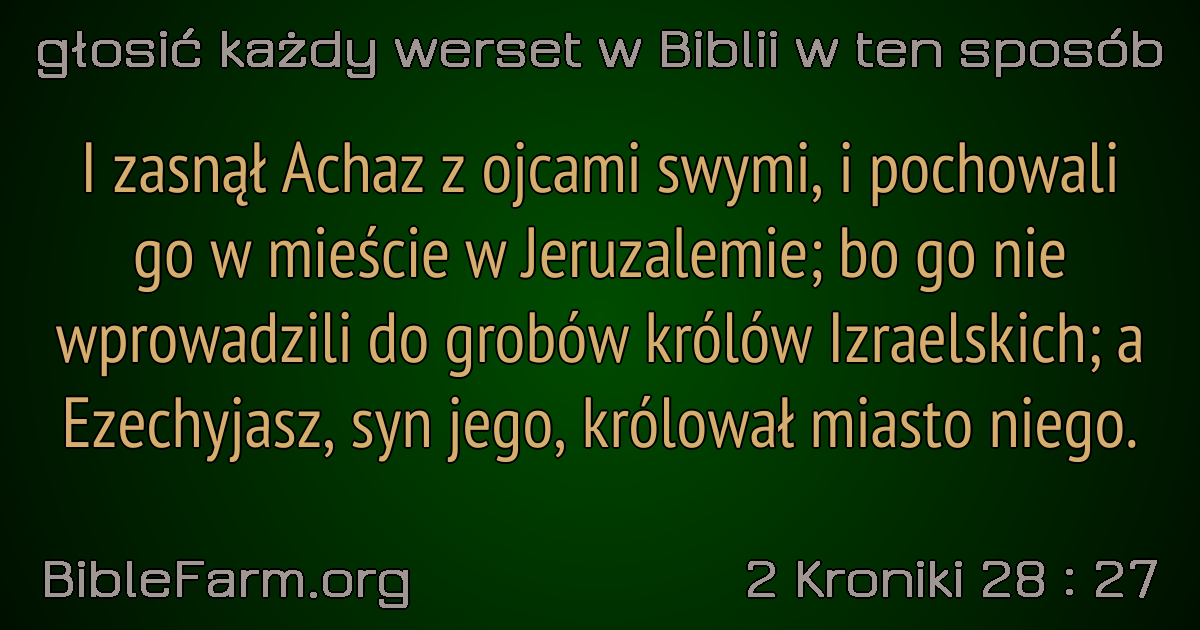 głosić każdy werset w Biblii w ten sposób
I zasnął Achaz z ojcami swymi, i pochowali
go w mieście w Jeruzalemie; bo go nie
wprowadzili do grobów królów Izraelskich; a
Ezechyjasz, syn jego, królował miasto niego.
BibleFarm.org
2 Kroniki 28 : 27